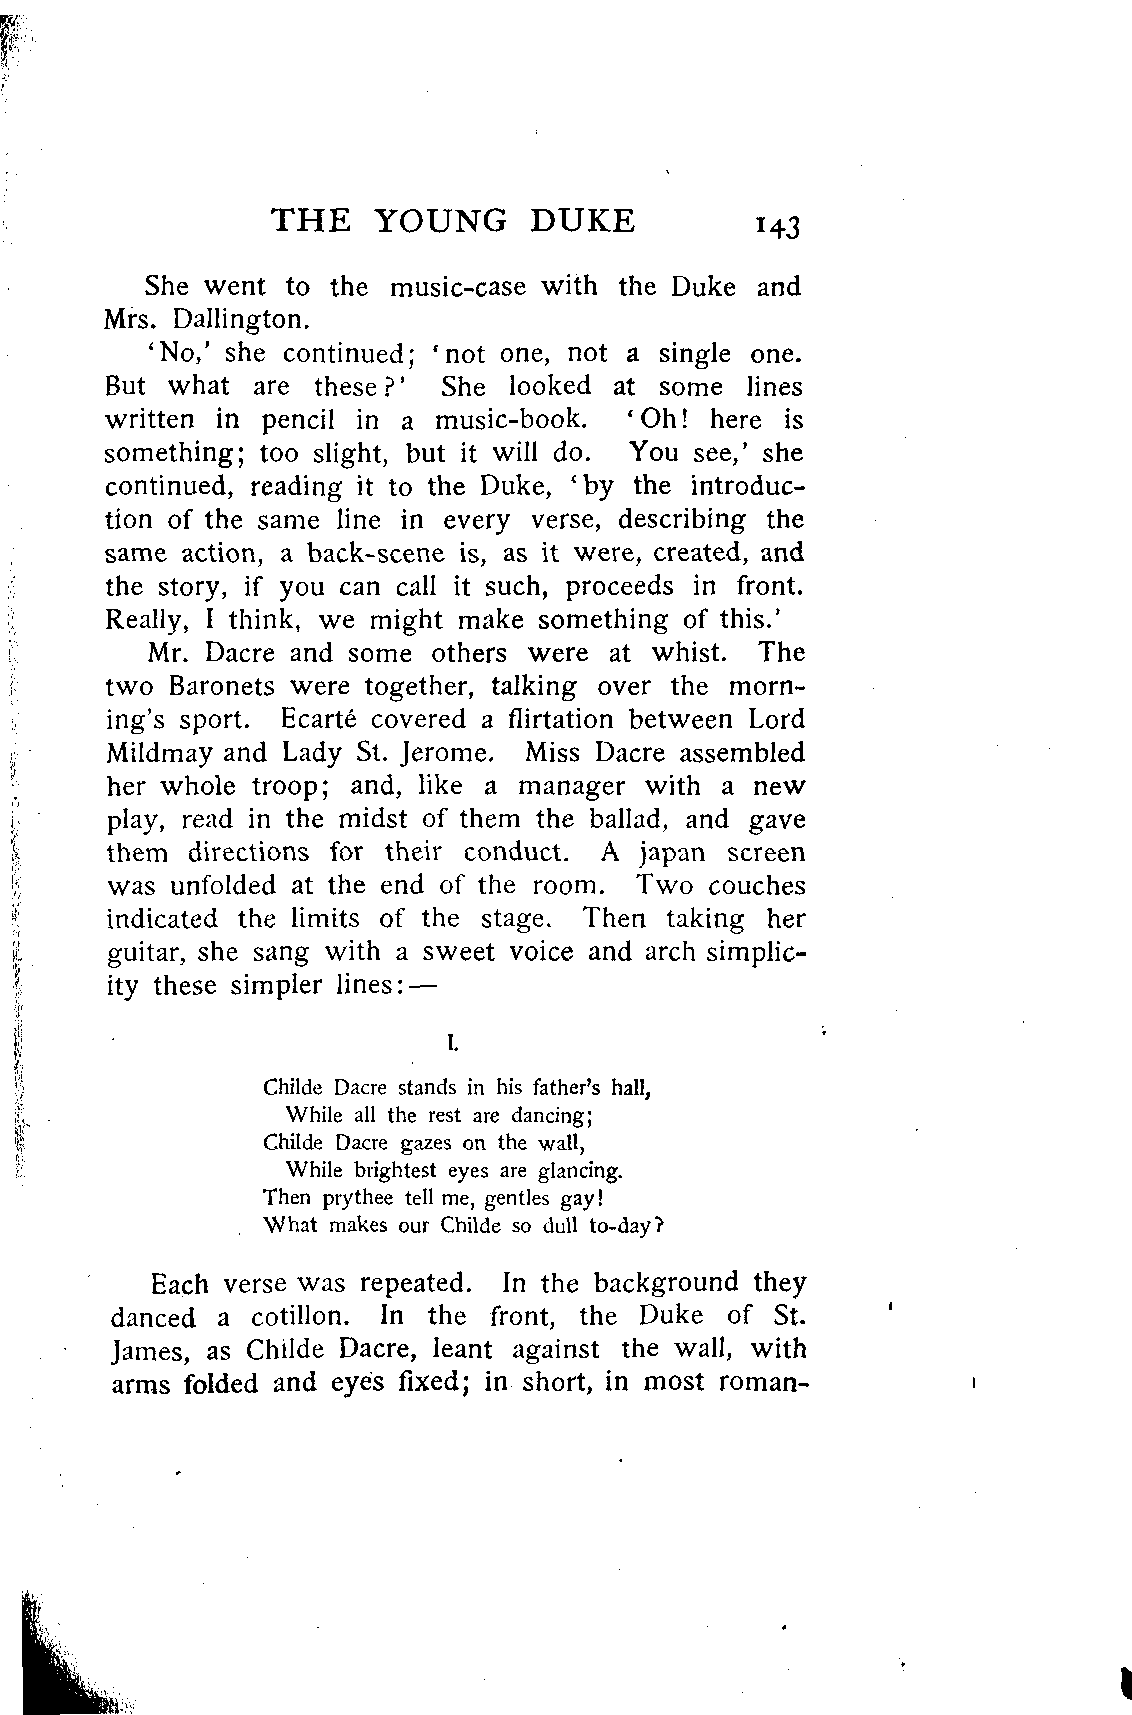 THE YOUNG DUKE 143
She went to the music-case with the Duke and
Mrs. Dallington.
‘No,’ she continued; ‘not one, not a single one.
But what are these?’ She looked at some lines
written in pencil in a music-book. ‘Oh! here is
something; too slight, but it will do. You see,’ she
continued, reading it to the Duke, ‘by the introduc-
tion of the same line in every verse, describing the
same action, a back-scene is, as it were, created, and
the story, if you can call it such, proceeds in front.
Really, I think, we might make something of this.’
Mr. Dacre and some others were at whist. The
two Baronets were together, talking over the morn-
ing’s sport. Ecarté covered a flirtation between Lord
Mildmay and Lady St. Jerome. Miss Dacre assembled
her whole troop; and, like a manager with a new
play, read in the midst of them the ballad, and gave
them directions for their conduct. A japan screen
was unfolded at the end of the room. Two couches
indicated the limits of the stage. Then taking her
guitar, she sang with a sweet voice and arch simplic-
ity these simpler lines:—
I.
Childe Dacre stands in his father’s hall,
While all the rest are dancing;
Childe Dacre gazes on the wall,
While brightest eyes are glancing.
Then prythee tell me, gentles gay!
What makes our Childe so dull to-day?
Each verse was repeated. In the background they
danced a cotillon. In the front, the Duke of St.
James, as Childe Dacre, leant against the wall, with
arms folded and eyes fixed; in short, in most roman-